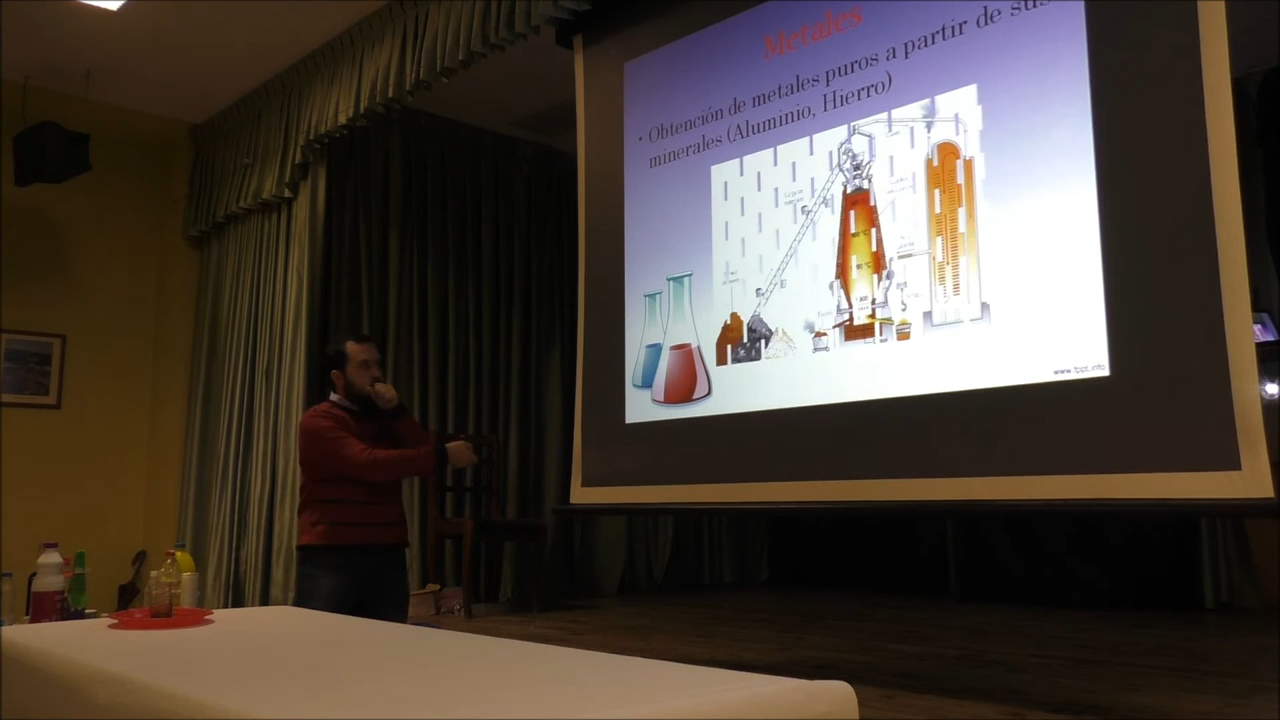 Metales
• Obtención de metales puros a partir de sus
minerales (Aluminio, Hierro)
www.fppt.info